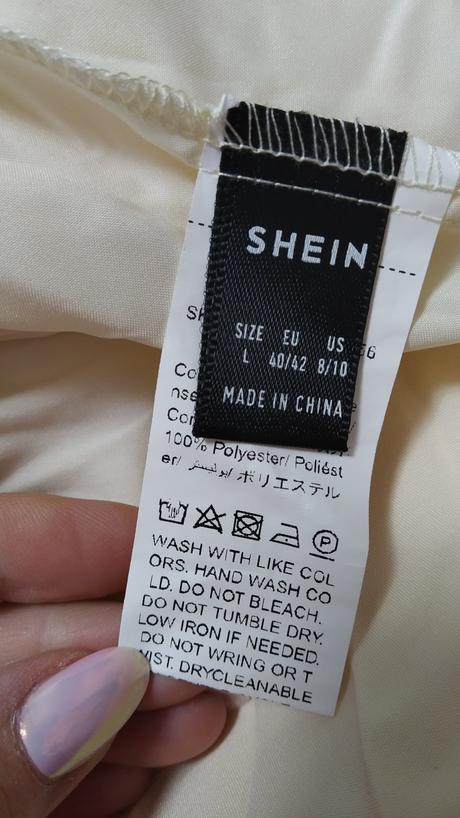 SHEIN
SIZE EU US
L 40/42 8/10
MADE IN CHINA
100% Polyester/ Poliést
er/ بوليستر/ ポリエステル
P
WASH WITH LIKE COL
ORS. HAND WASH CO
LD. DO NOT BLEACH.
DO NOT TUMBLE DRY.
LOW IRON IF NEEDED.
DO NOT WRING OR T
WIST. DRYCLEANABLE